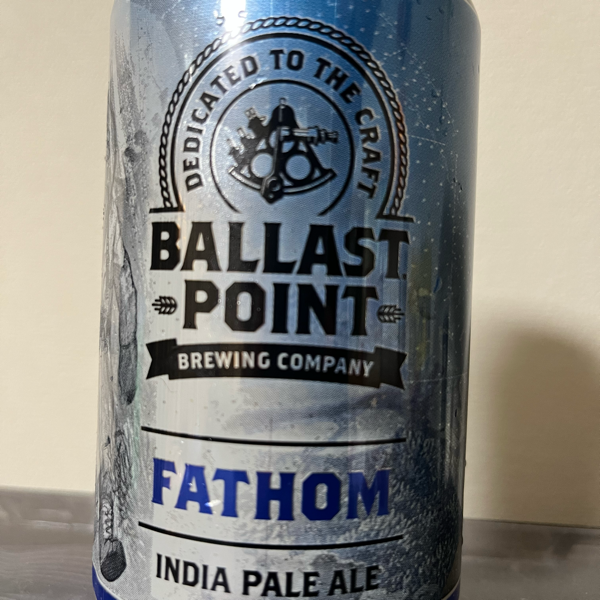 DEDICATED TO THE CRAFT
BALLAST
POINT
BREWING COMPANY
FATHOM
INDIA PALE ALE